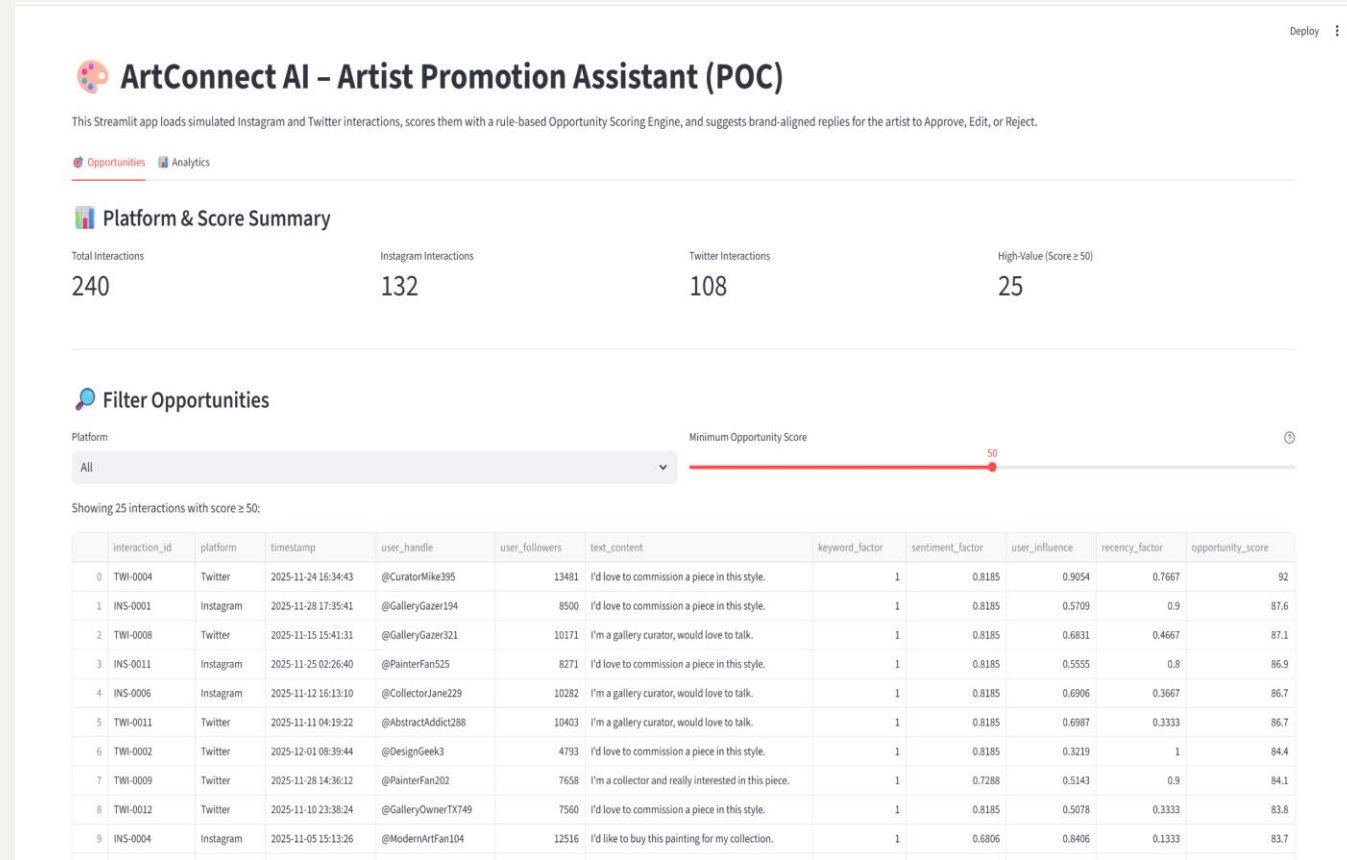 Deploy
ArtConnect AI – Artist Promotion Assistant (POC)
This Streamlit app loads simulated Instagram and Twitter interactions, scores them with a rule-based Opportunity Scoring Engine, and suggests brand-aligned replies for the artist to Approve, Edit, or Reject.
Opportunities Analytics
Platform & Score Summary
Total Interactions Instagram Interactions Twitter Interactions High-Value (Score ≥ 50)
240 132 108 25
Filter Opportunities
Platform Minimum Opportunity Score
50
All
Showing 25 interactions with score ≥ 50:
interaction_id platform timestamp user_handle user_followers text_content keyword_factor sentiment_factor user_influence recency_factor opportunity_score
0 TWI-0004 Twitter 2025-11-24 16:34:43 @CuratorMike395 13481 I'd love to commission a piece in this style. 1 0.8185 0.9054 0.7667 92
1 INS-0001 Instagram 2025-11-28 17:35:41 @GalleryGazer194 8500 I'd love to commission a piece in this style. 1 0.8185 0.5709 0.9 87.6
2 TWI-0008 Twitter 2025-11-15 15:41:31 @GalleryGazer321 10171 I'm a gallery curator, would love to talk. 1 0.8185 0.6831 0.4667 87.1
3 INS-0011 Instagram 2025-11-25 02:26:40 @PainterFan525 8271 I'd love to commission a piece in this style. 1 0.8185 0.5555 0.8 86.9
4 INS-0006 Instagram 2025-11-12 16:13:10 @CollectorJane229 10282 I'm a gallery curator, would love to talk. 1 0.8185 0.6906 0.3667 86.7
5 TWI-0011 Twitter 2025-11-11 04:19:22 @AbstractAddict288 10403 I'm a gallery curator, would love to talk. 1 0.8185 0.6987 0.3333 86.7
6 TWI-0002 Twitter 2025-12-01 08:39:44 @DesignGeek3 4793 I'd love to commission a piece in this style. 1 0.8185 0.3219 1 84.4
7 TWI-0009 Twitter 2025-11-28 14:36:12 @PainterFan202 7658 I'm a collector and really interested in this piece. 1 0.7288 0.5143 0.9 84.1
8 TWI-0012 Twitter 2025-11-10 23:38:24 @GalleryOwnerTX749 7560 I'd love to commission a piece in this style. 1 0.8185 0.5078 0.3333 83.8
9 INS-0004 Instagram 2025-11-05 15:13:26 @ModernArtFan104 12516 I'd like to buy this painting for my collection. 1 0.6806 0.8406 0.1333 83.7